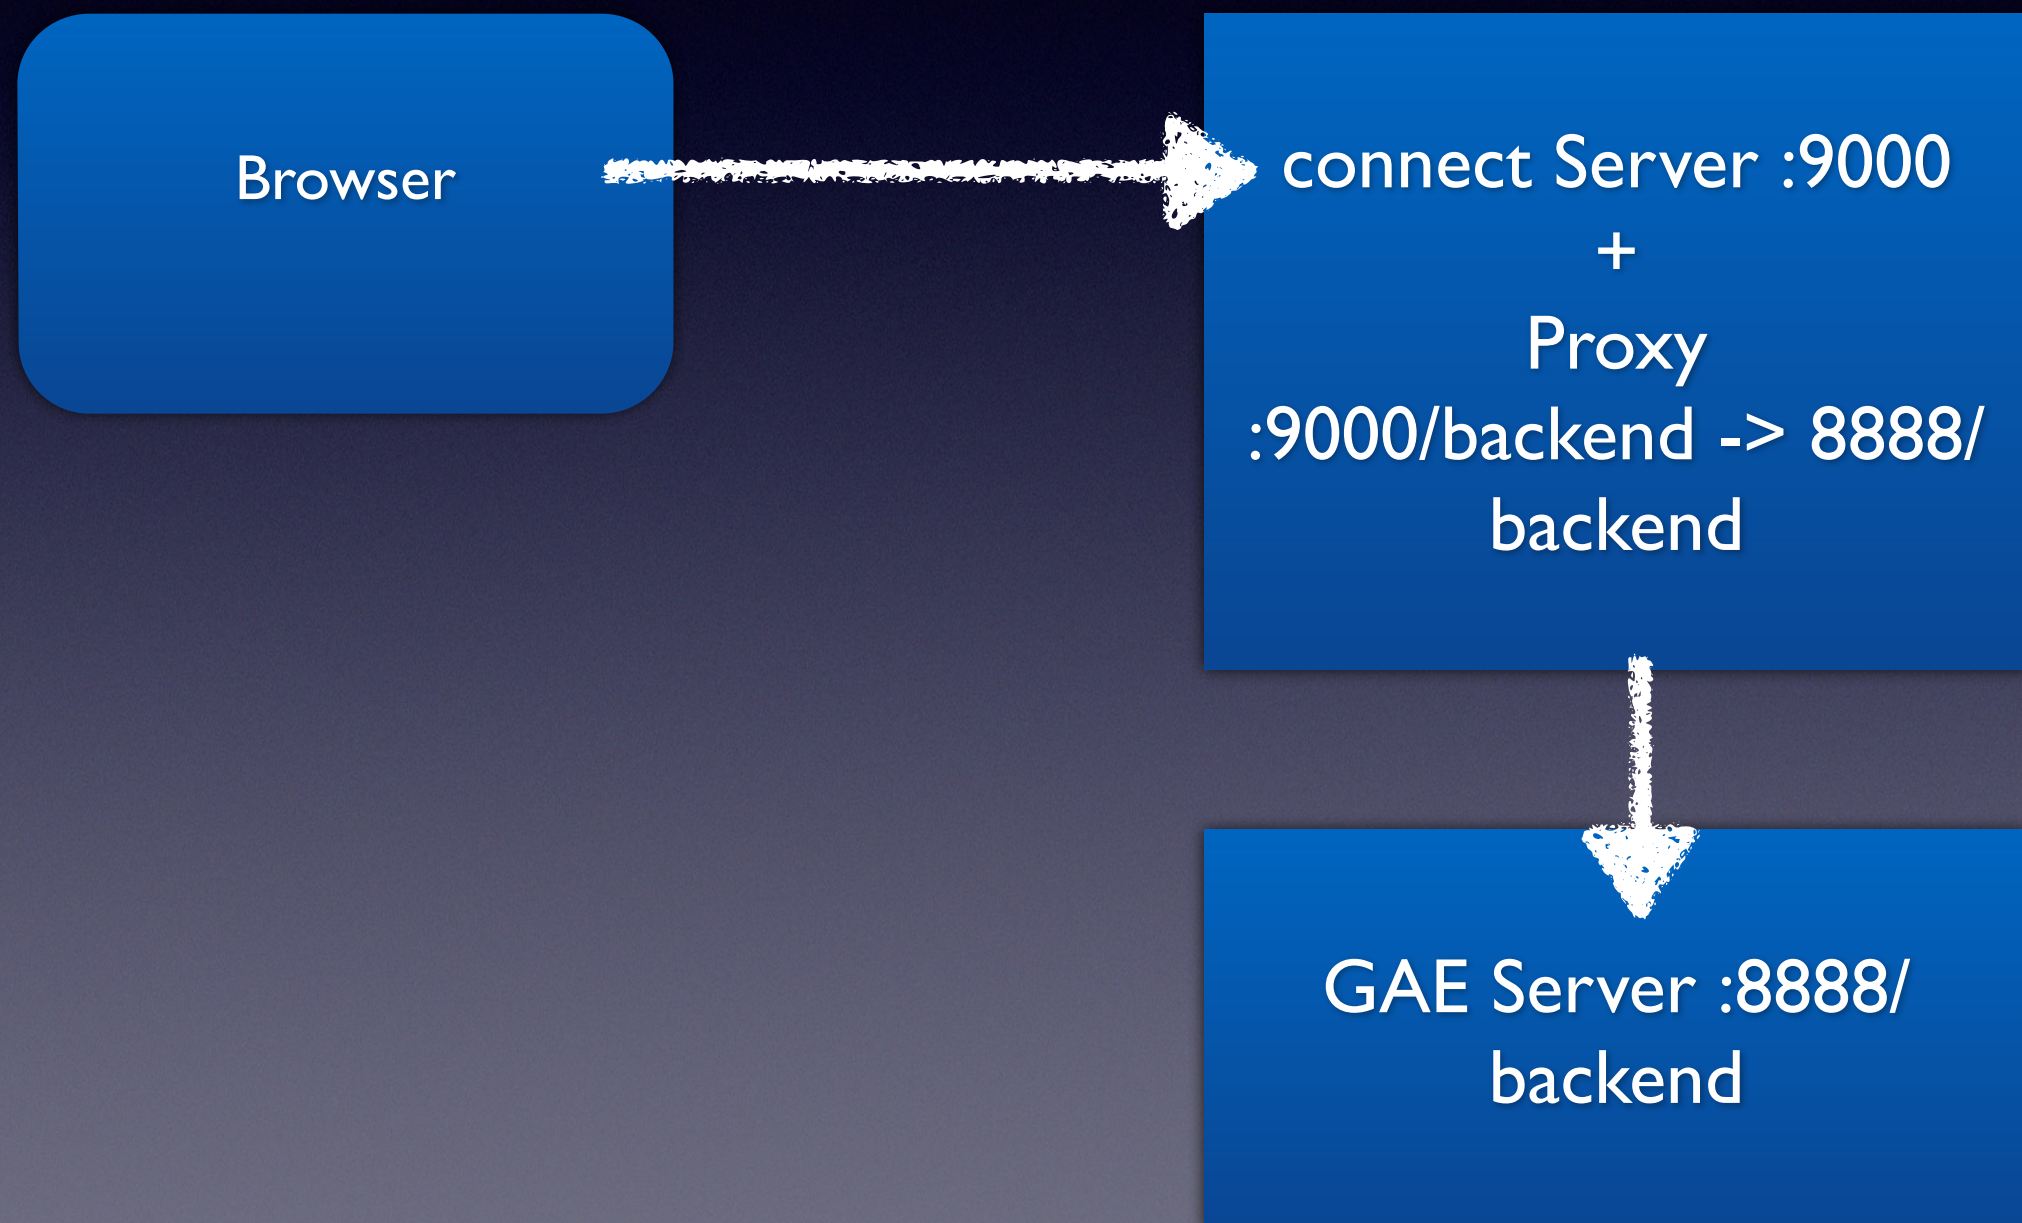 Browser
connect Server :9000
+
Proxy
:9000/backend -> 8888/
backend
GAE Server :8888/
backend